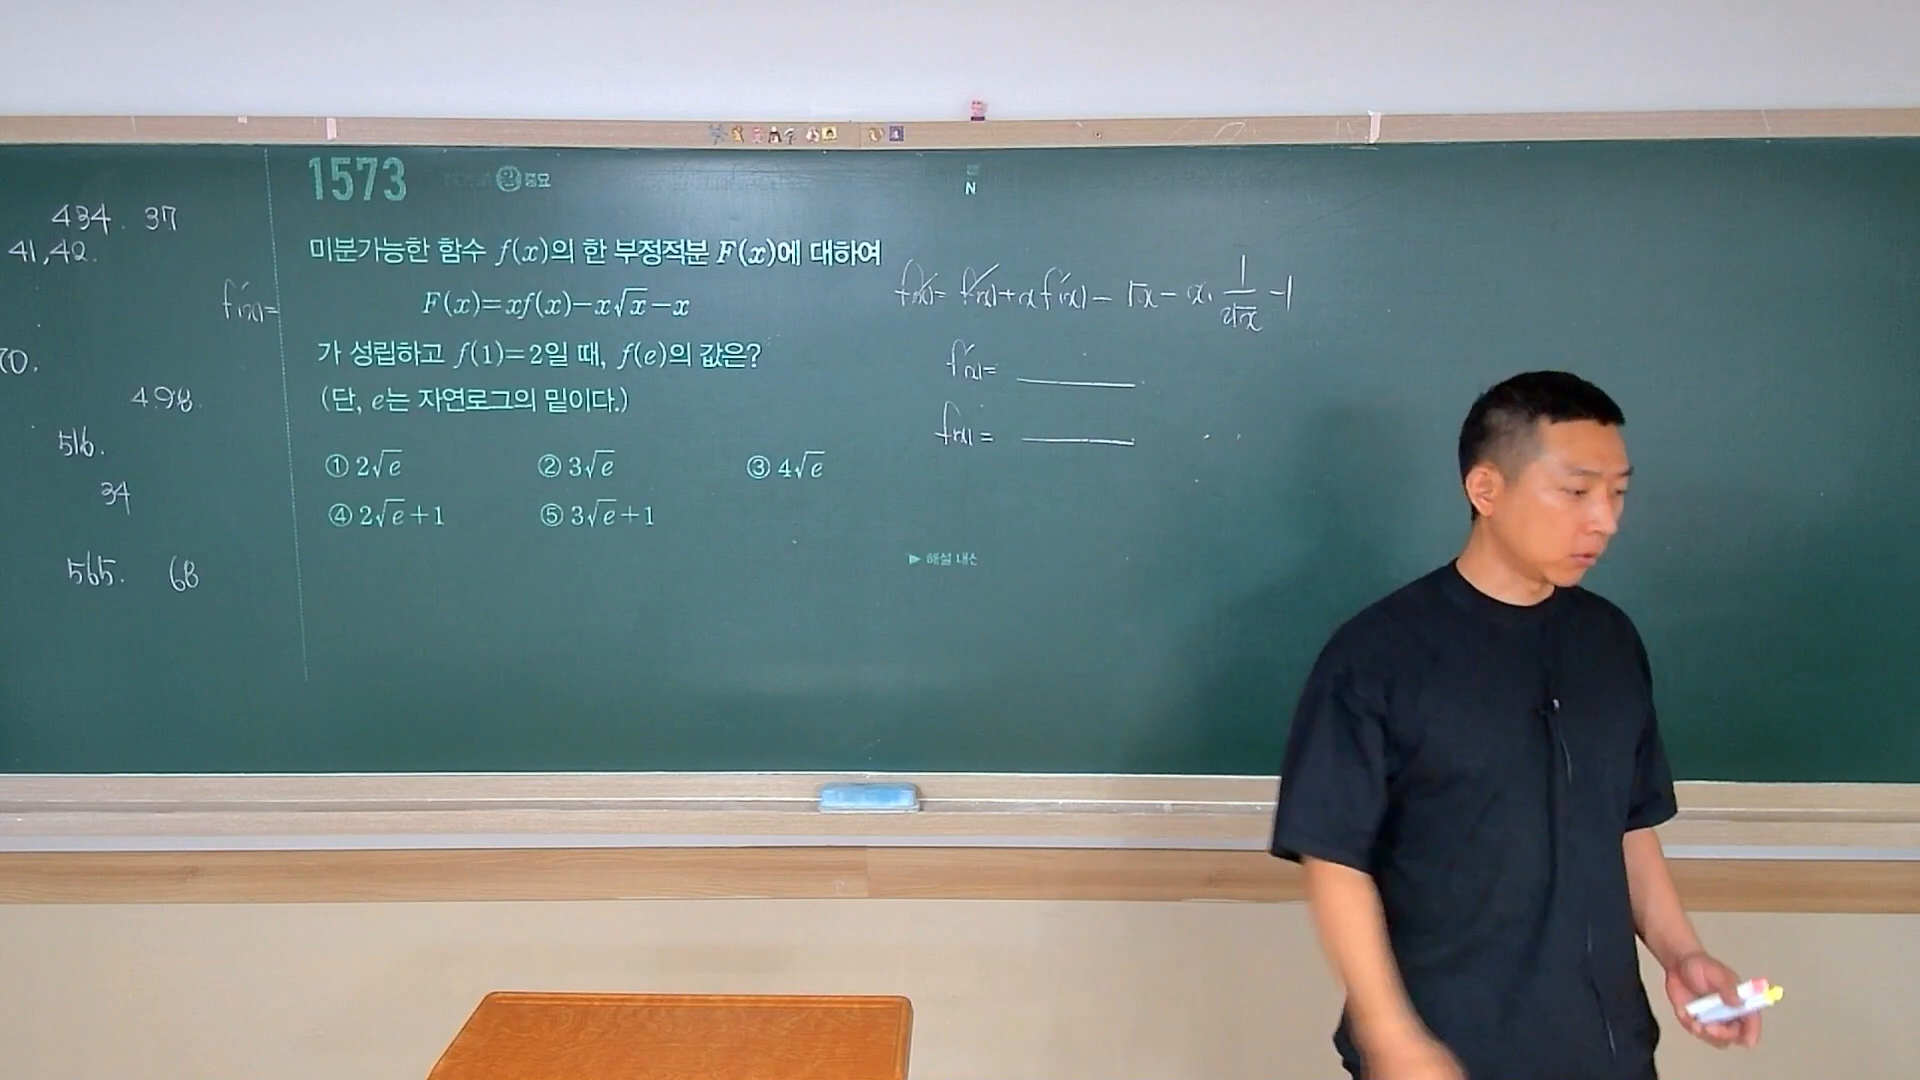 434. 37
41,42.
f'(x)=
70.
498.
516.
34
565. 68
1573
중요
미분가능한 함수 f(x)의 한 부정적분 F(x)에 대하여
F(x)=xf(x)−x√x−x
가 성립하고 f(1)=2일 때, f(e)의 값은?
(단, e는 자연로그의 밑이다.)
① 2√e ② 3√e ③ 4√e
④ 2√e+1 ⑤ 3√e+1
N
f(x)= f(x)+xf'(x)− √x − x· 1/(2√x) −1
f'(x)= ______
f(x) = ______
▶ 해설 내신